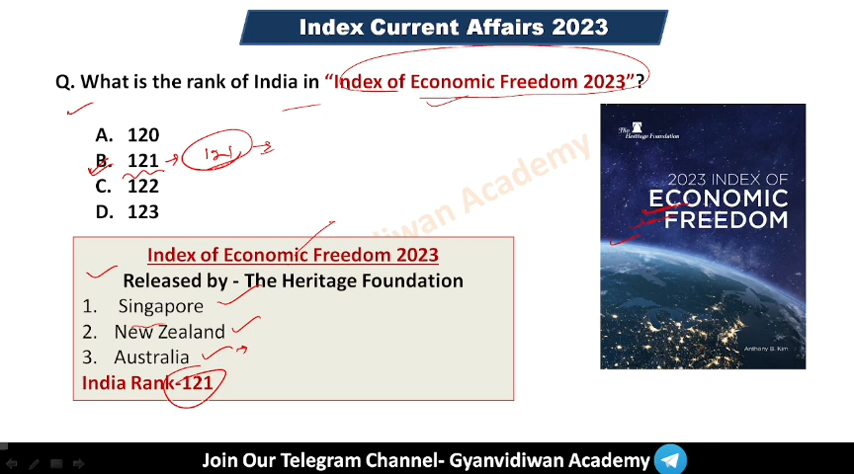 Index Current Affairs 2023
Q. What is the rank of India in “Index of Economic Freedom 2023”?
A. 120
B. 121 121
C. 122
D. 123
Index of Economic Freedom 2023
Released by - The Heritage Foundation
1. Singapore
2. New Zealand
3. Australia
India Rank-121
The Heritage Foundation
2023 INDEX OF
ECONOMIC
FREEDOM
Anthony B. Kim
diwan Academy
Join Our Telegram Channel- Gyanvidiwan Academy